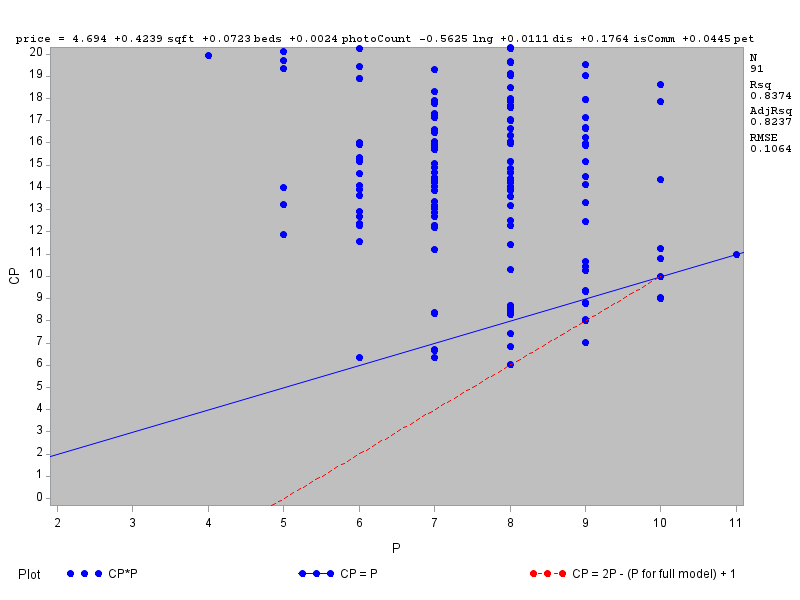 price = 4.694 +0.4239 sqft +0.0723 beds +0.0024 photoCount -0.5625 lng +0.0111 dis +0.1764 isComm +0.0445 pet
N
91
Rsq
0.8374
AdjRsq
0.8237
RMSE
0.1064
20
19
18
17
16
15
14
13
12
11
10
9
8
7
6
5
4
3
2
1
0
CP
2 3 4 5 6 7 8 9 10 11
P
Plot CP*P CP = P CP = 2P - (P for full model) + 1